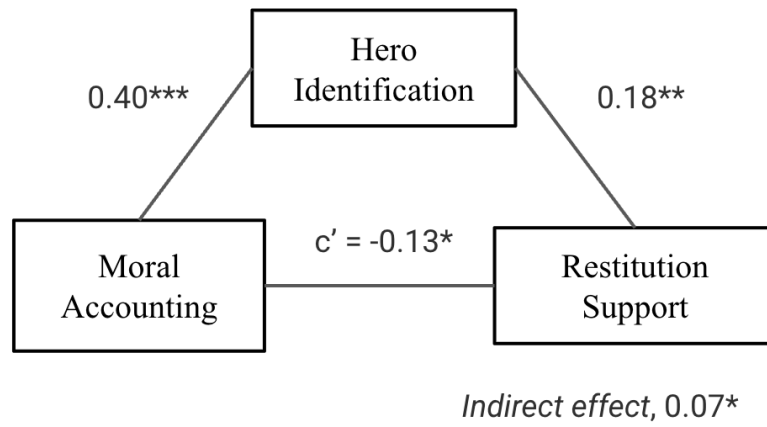 Hero
Identification
0.40***
0.18**
c’ = -0.13*
Moral
Accounting
Restitution
Support
Indirect effect, 0.07*